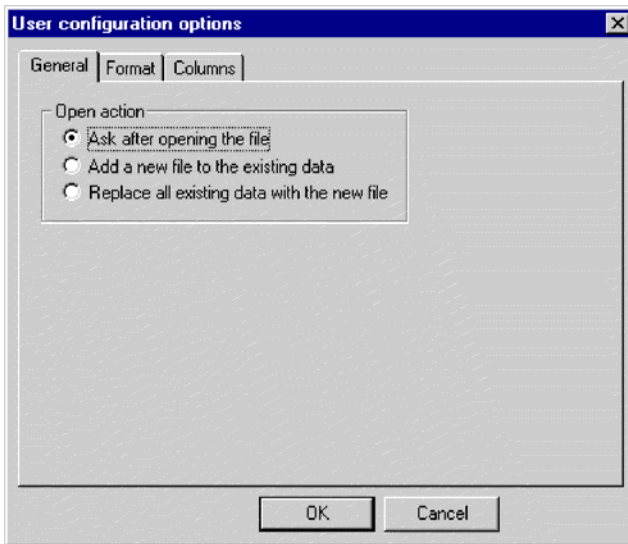 User configuration options
General Format Columns
Open action
Ask after opening the file
Add a new file to the existing data
Replace all existing data with the new file
OK Cancel